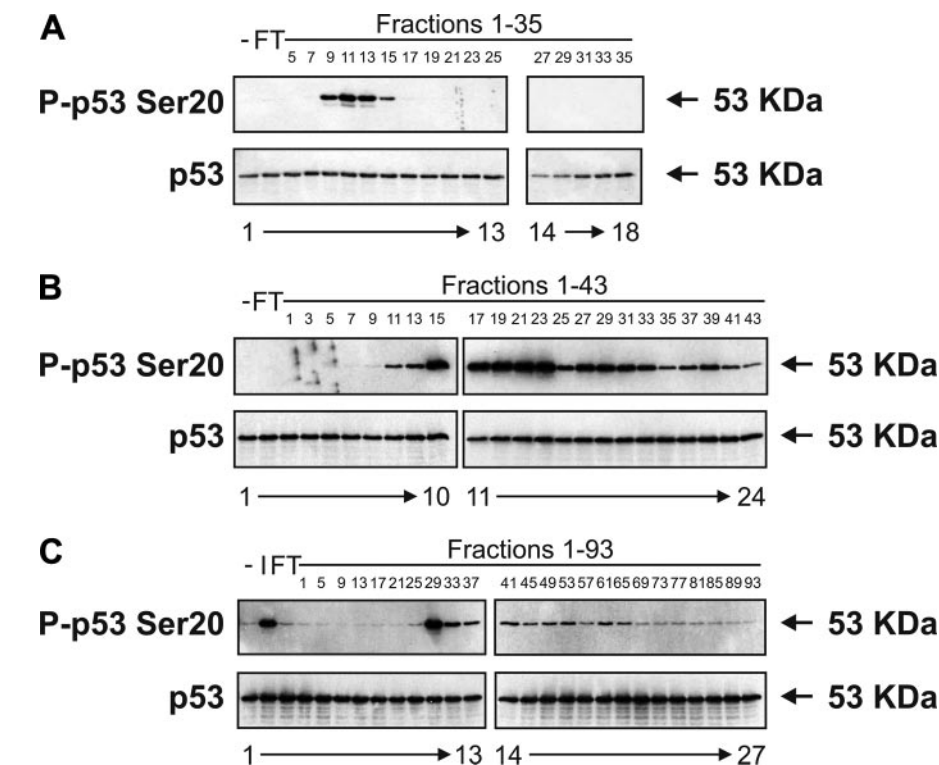 A
Fractions 1-35
- FT
5 7 9 11 13 15 17 19 21 23 25 27 29 31 33 35
P-p53 Ser20 ← 53 KDa
p53 ← 53 KDa
1 → 13 14 → 18
B
Fractions 1-43
-FT
1 3 5 7 9 11 13 15 17 19 21 23 25 27 29 31 33 35 37 39 41 43
P-p53 Ser20 ← 53 KDa
p53 ← 53 KDa
1 → 10 11 → 24
C
Fractions 1-93
- I FT
1 5 9 13 17 21 25 29 33 37 41 45 49 53 57 61 65 69 73 77 81 85 89 93
P-p53 Ser20 ← 53 KDa
p53 ← 53 KDa
1 → 13 14 → 27